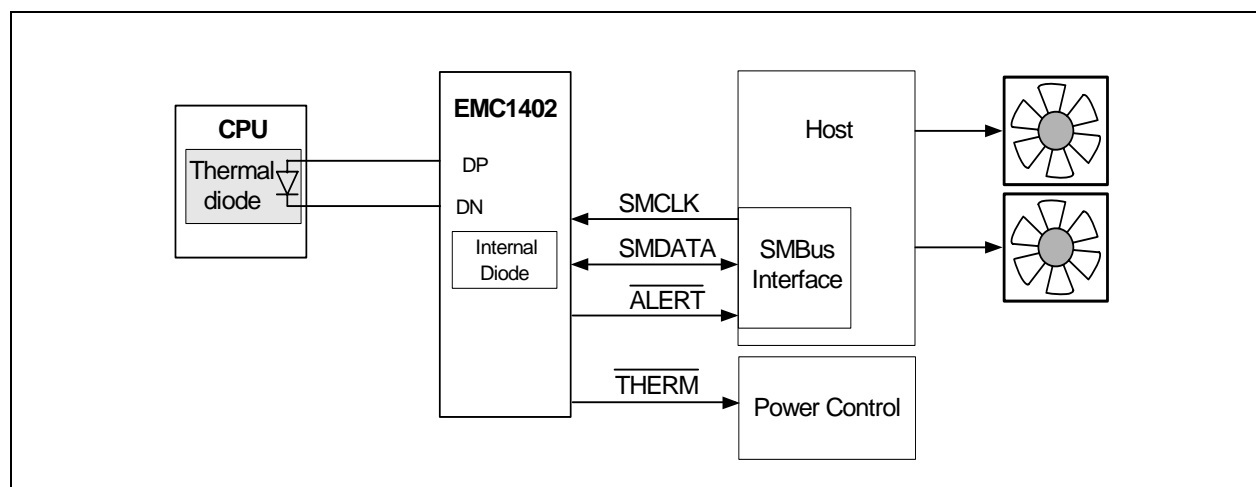 CPU
Thermal
diode
EMC1402
DP
DN
Internal
Diode
SMCLK
SMDATA
ALERT
THERM
Host
SMBus
Interface
Power Control